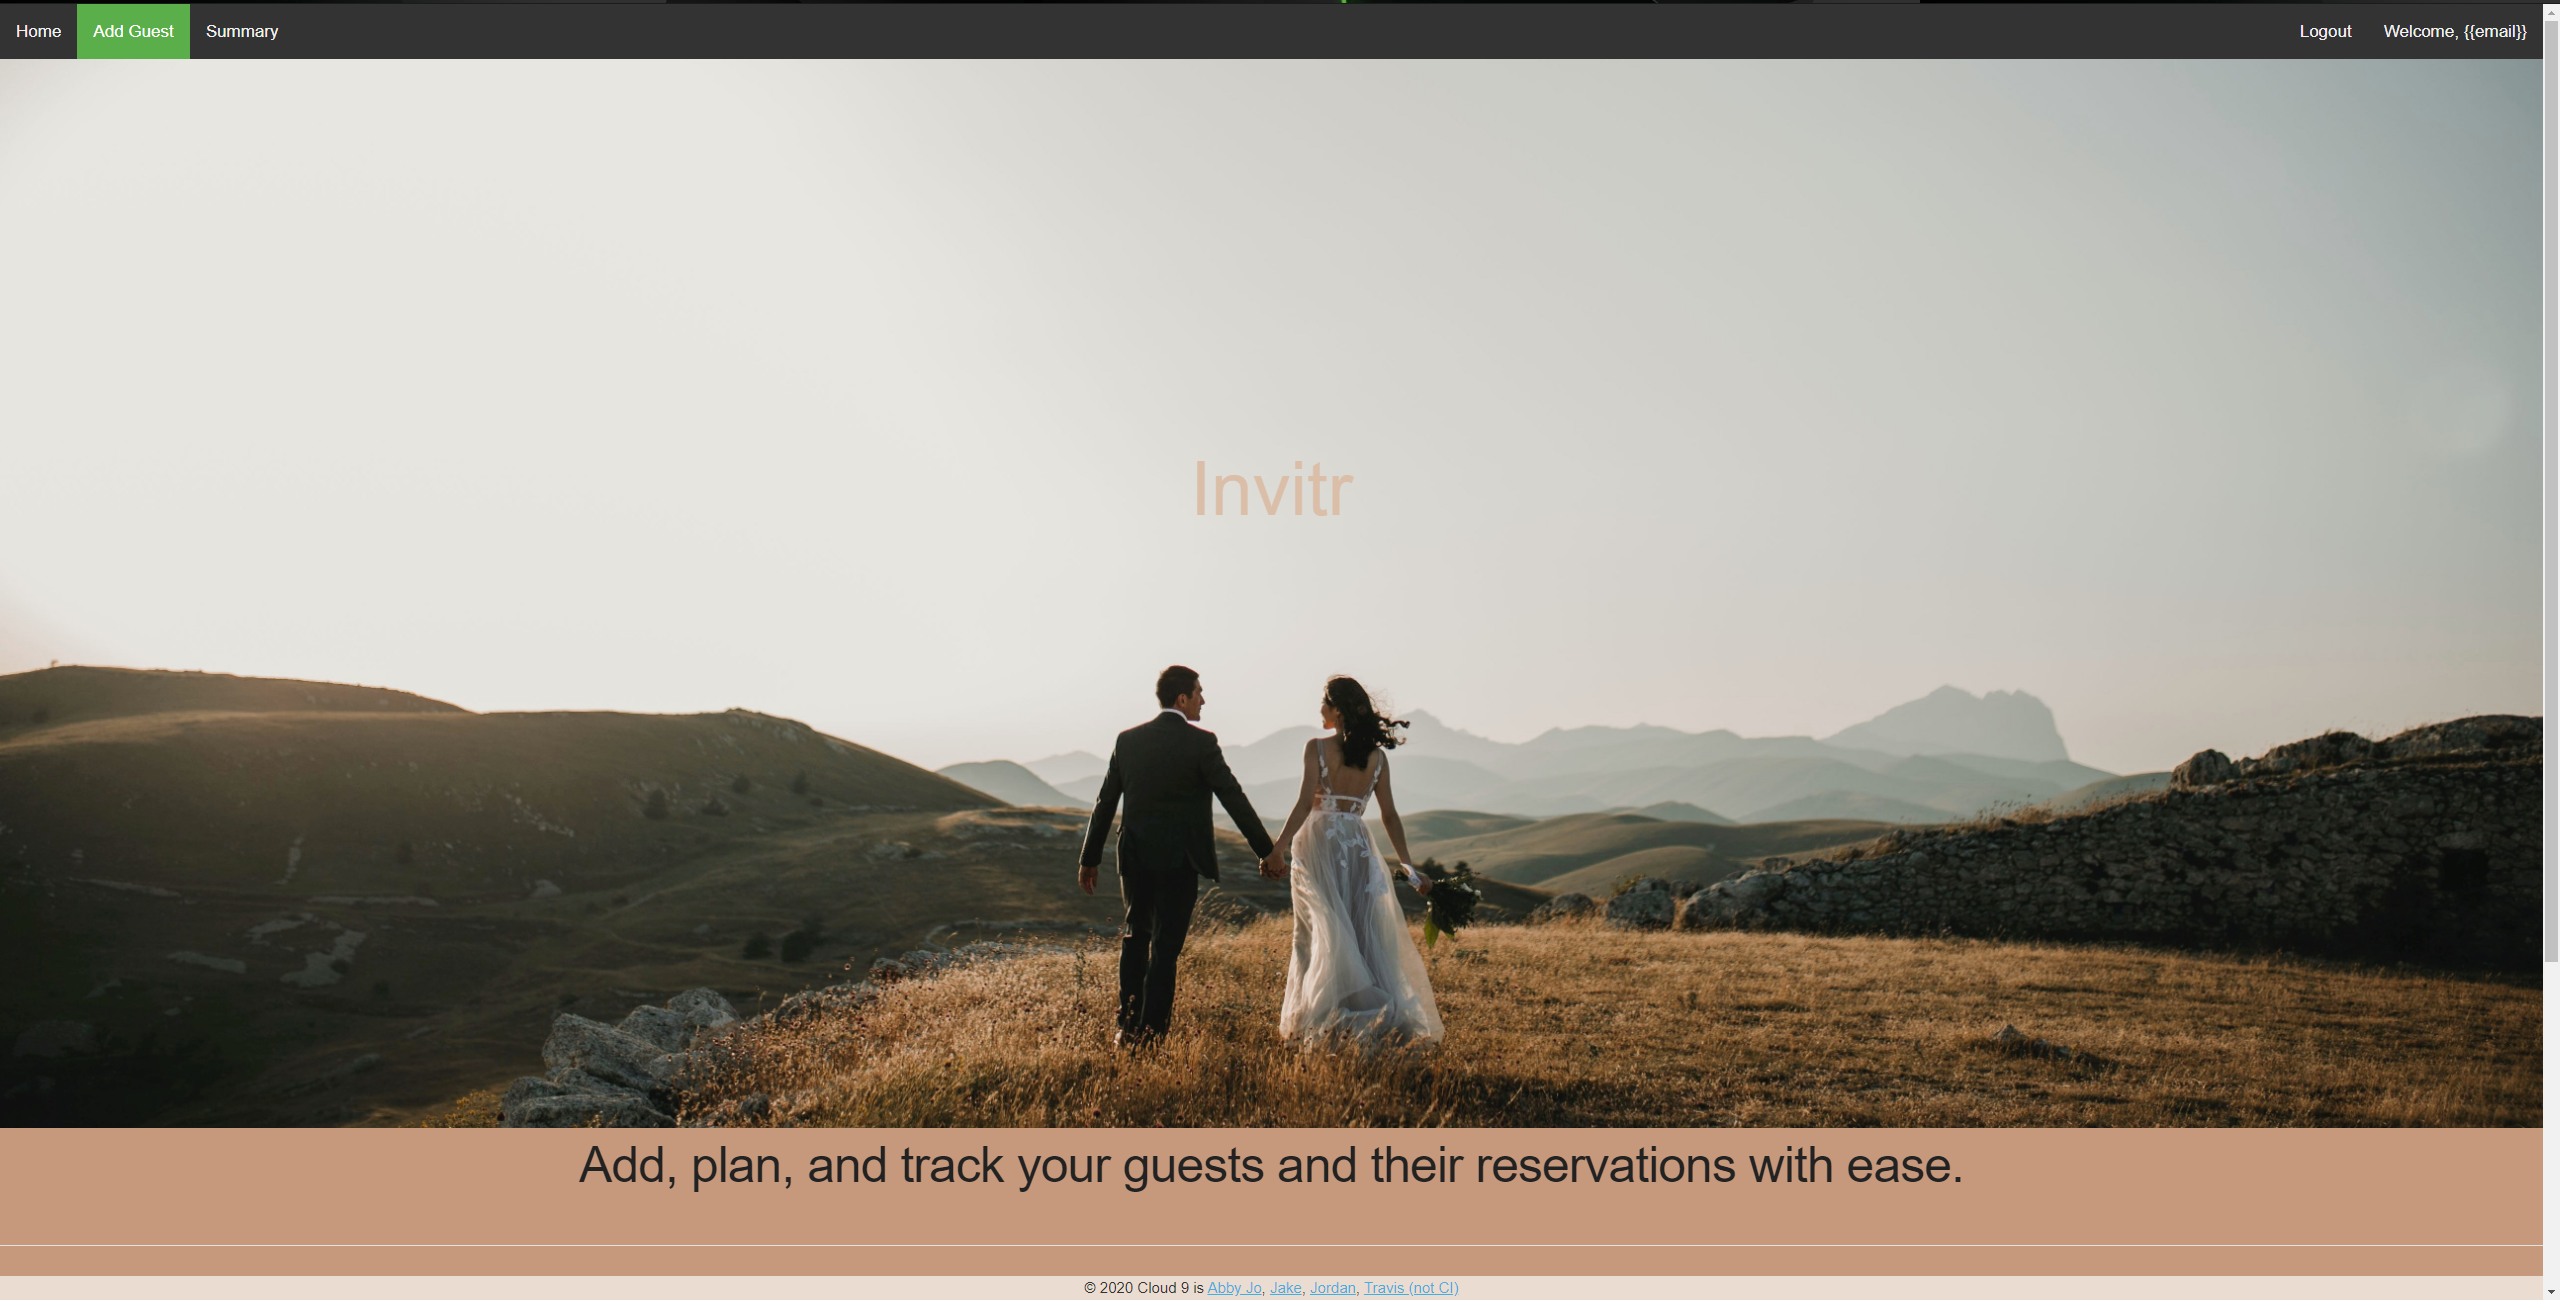 Home Add Guest Summary Logout Welcome, {{email}}
Invitr
Add, plan, and track your guests and their reservations with ease.
© 2020 Cloud 9 is Abby Jo, Jake, Jordan, Travis (not CI)